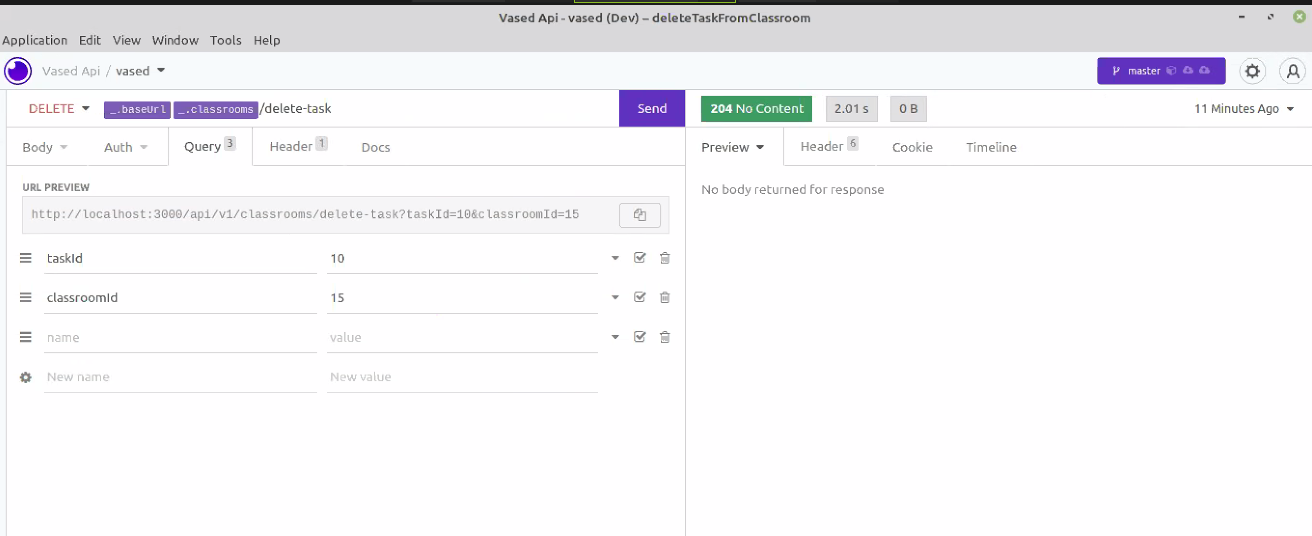 Vased Api - vased (Dev) – deleteTaskFromClassroom
Application Edit View Window Tools Help
Vased Api / vased
master
DELETE _.baseUrl _.classrooms /delete-task Send
204 No Content 2.01 s 0 B 11 Minutes Ago
Body Auth Query 3 Header 1 Docs
Preview Header 6 Cookie Timeline
URL PREVIEW
No body returned for response
http://localhost:3000/api/v1/classrooms/delete-task?taskId=10&classroomId=15
taskId 10
classroomId 15
name value
New name New value